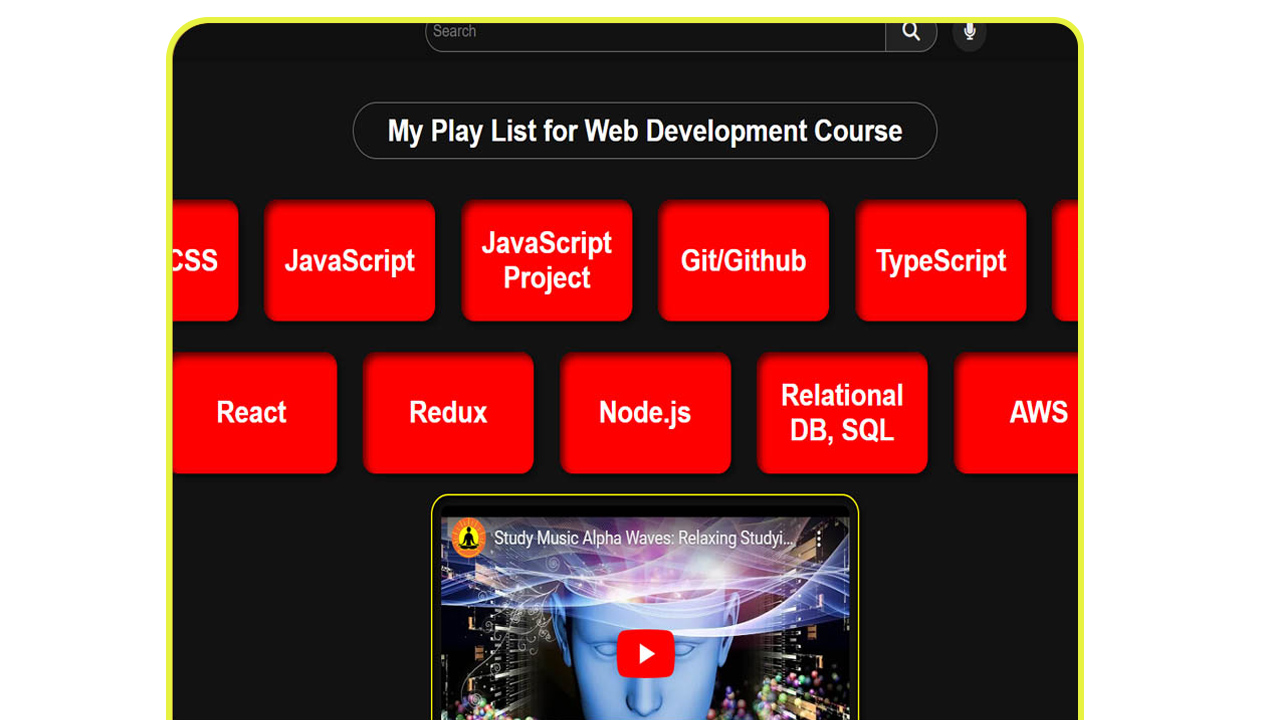 Search
My Play List for Web Development Course
CSS
JavaScript
JavaScript
Project
Git/Github
TypeScript
React
Redux
Node.js
Relational
DB, SQL
AWS
Study Music Alpha Waves: Relaxing Studyi...